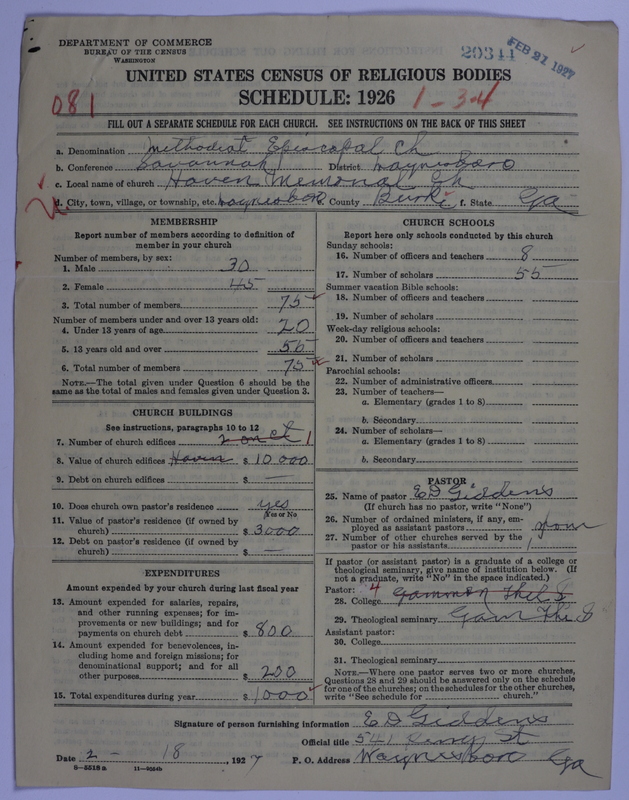 DEPARTMENT OF COMMERCE
BUREAU OF THE CENSUS
WASHINGTON
20344
FEB 21 1927
UNITED STATES CENSUS OF RELIGIOUS BODIES
081 SCHEDULE: 1926 1-34
FILL OUT A SEPARATE SCHEDULE FOR EACH CHURCH. SEE INSTRUCTIONS ON THE BACK OF THIS SHEET
a. Denomination Methodist Episcopal Ch
b. Conference Savannah District Waynesboro
c. Local name of church Haven Memorial Ch
d. City, town, village, or township, etc. Waynesboro e. County Burke f. State Ga
MEMBERSHIP
Report number of members according to definition of
member in your church
Number of members, by sex:
1. Male 30
2. Female 45
3. Total number of members 75
Number of members under and over 13 years old:
4. Under 13 years of age 20
5. 13 years old and over 55
6. Total number of members 75
NOTE.—The total given under Question 6 should be the
same as the total of males and females given under Question 3.
CHURCH BUILDINGS
See instructions, paragraphs 10 to 12
7. Number of church edifices 1
8. Value of church edifices Haven $ 10 000
9. Debt on church edifices $ —
10. Does church own pastor's residence yes
(Yes or No)
11. Value of pastor's residence (if owned by
church) $ 3000
12. Debt on pastor's residence (if owned by
church) $ —
EXPENDITURES
Amount expended by your church during last fiscal year
13. Amount expended for salaries, repairs,
and other running expenses; for im-
provements or new buildings; and for
payments on church debt $ 800
14. Amount expended for benevolences, in-
cluding home and foreign missions; for
denominational support; and for all
other purposes $ 200
15. Total expenditures during year $ 1000
CHURCH SCHOOLS
Report here only schools conducted by this church
Sunday schools:
16. Number of officers and teachers 8
17. Number of scholars 55
Summer vacation Bible schools:
18. Number of officers and teachers
19. Number of scholars
Week-day religious schools:
20. Number of officers and teachers
21. Number of scholars
Parochial schools:
22. Number of administrative officers
23. Number of teachers—
a. Elementary (grades 1 to 8)
b. Secondary
24. Number of scholars—
a. Elementary (grades 1 to 8)
b. Secondary
PASTOR
25. Name of pastor E D Giddens
(If church has no pastor, write "None")
26. Number of ordained ministers, if any, em-
ployed as assistant pastors
27. Number of other churches served by the
pastor or his assistants 1
If pastor (or assistant pastor) is a graduate of a college or
theological seminary, give name of institution below. (If
not a graduate, write "No" in the space indicated.)
Pastor: 4
28. College Gammon Thel S
29. Theological seminary Gam The S
Assistant pastor:
30. College
31. Theological seminary
NOTE.—Where one pastor serves two or more churches,
Questions 28 and 29 should be answered only on the schedule
for one of the churches; on the schedules for the other churches,
write "See schedule for church."
Signature of person furnishing information E D Giddens
Official title 541 King St
Date 2 - 18, 1927 P. O. Address Waynesboro Ga
8-5518 a